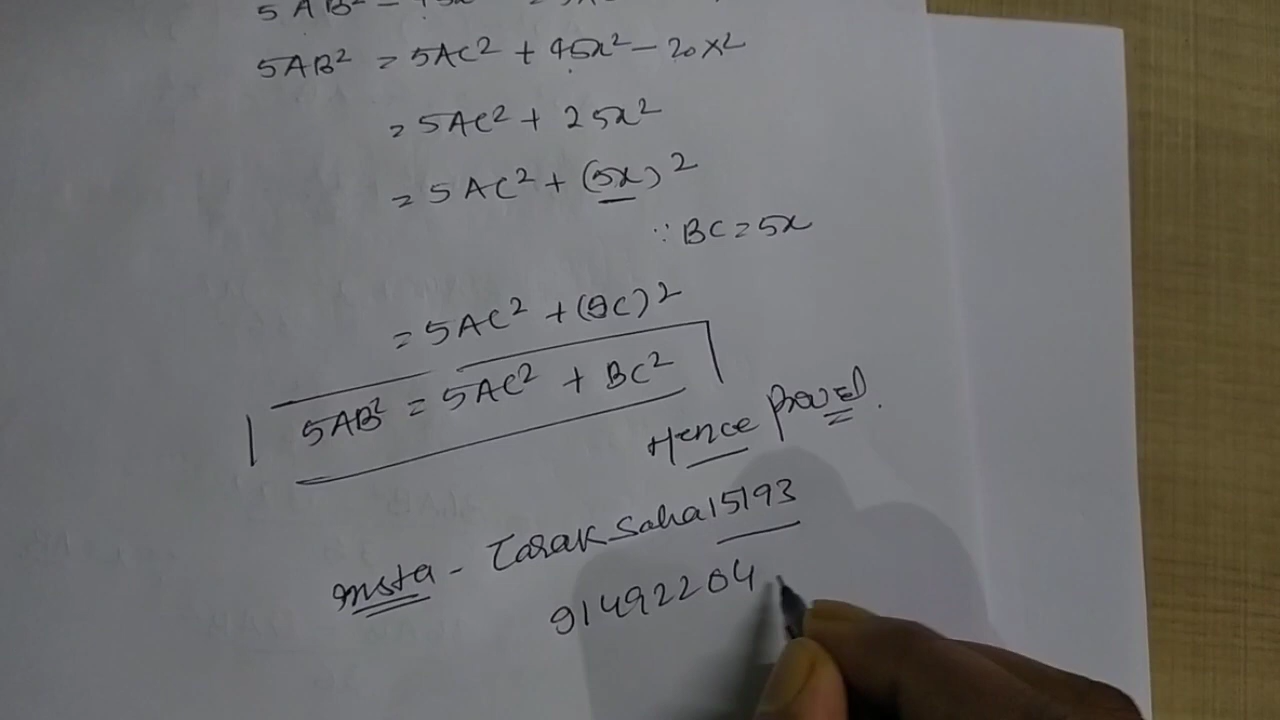 5AB² =
5AB² = 5AC² + 45x² - 20x²
= 5AC² + 25x²
= 5AC² + (5x)²
∵ BC = 5x
= 5AC² + (BC)²
5AB² = 5AC² + BC²
Hence proved.
Insta - Taraksaha15193
91492204